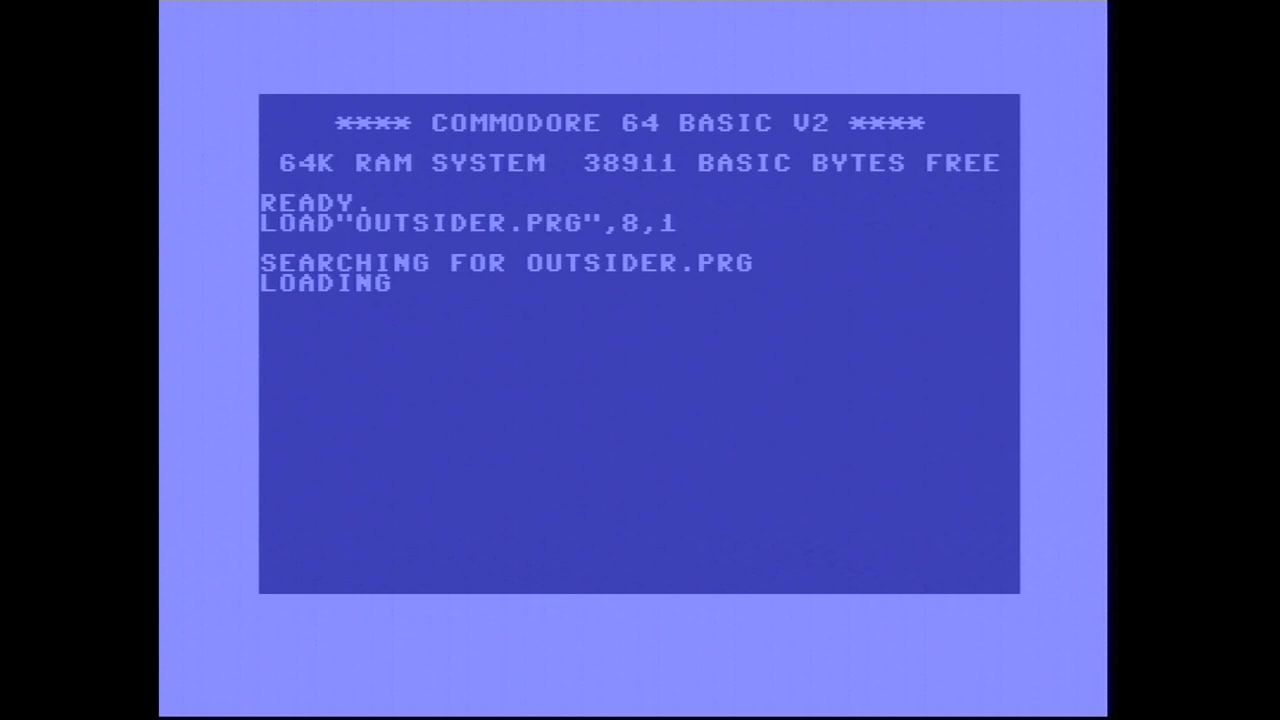 **** COMMODORE 64 BASIC V2 ****
64K RAM SYSTEM  38911 BASIC BYTES FREE
READY.
LOAD"OUTSIDER.PRG",8,1
SEARCHING FOR OUTSIDER.PRG
LOADING